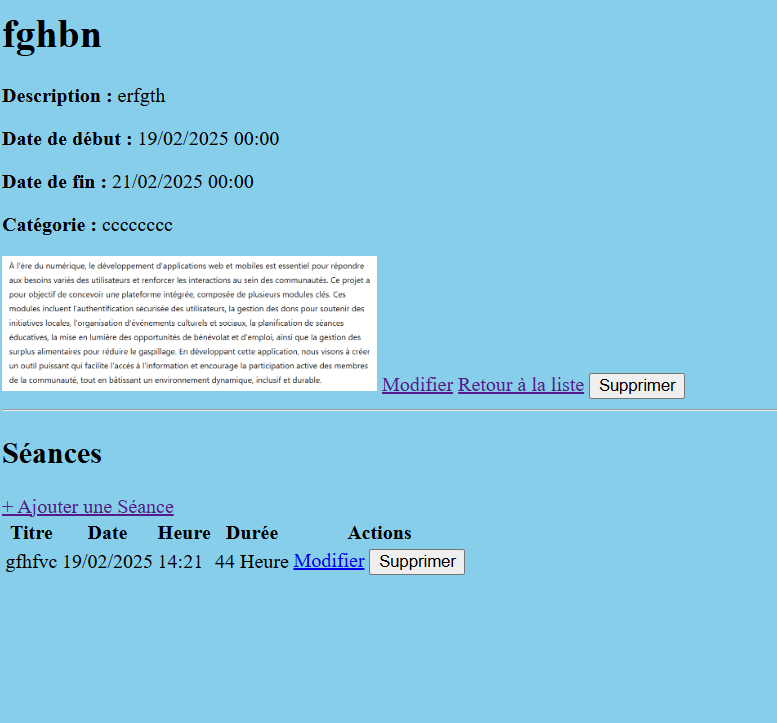 fghbn
Description : erfgth
Date de début : 19/02/2025 00:00
Date de fin : 21/02/2025 00:00
Catégorie : cccccccc
À l'ère du numérique, le développement d'applications web et mobiles est essentiel pour répondre
aux besoins variés des utilisateurs et renforcer les interactions au sein des communautés. Ce projet a
pour objectif de concevoir une plateforme intégrée, composée de plusieurs modules clés. Ces
modules incluent l'authentification sécurisée des utilisateurs, la gestion des dons pour soutenir des
initiatives locales, l'organisation d'événements culturels et sociaux, la planification de séances
éducatives, la mise en lumière des opportunités de bénévolat et d'emploi, ainsi que la gestion des
surplus alimentaires pour réduire le gaspillage. En développant cette application, nous visons à créer
un outil puissant qui facilite l'accès à l'information et encourage la participation active des membres
de la communauté, tout en bâtissant un environnement dynamique, inclusif et durable.
Modifier Retour à la liste Supprimer
Séances
+ Ajouter une Séance
Titre Date Heure Durée Actions
gfhfvc 19/02/2025 14:21 44 Heure Modifier Supprimer